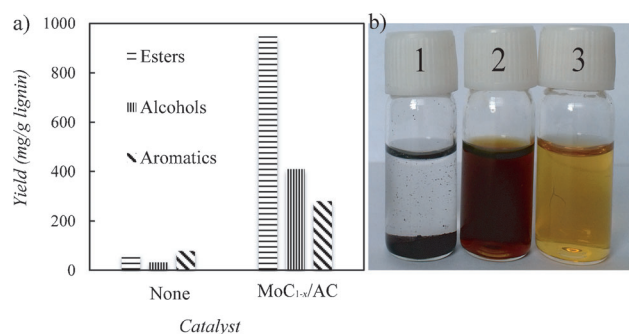 a)
1000
800
600
400
200
0
Yield (mg/g lignin)
Esters
Alcohols
Aromatics
None
MoC1-x/AC
Catalyst
b)
1
2
3